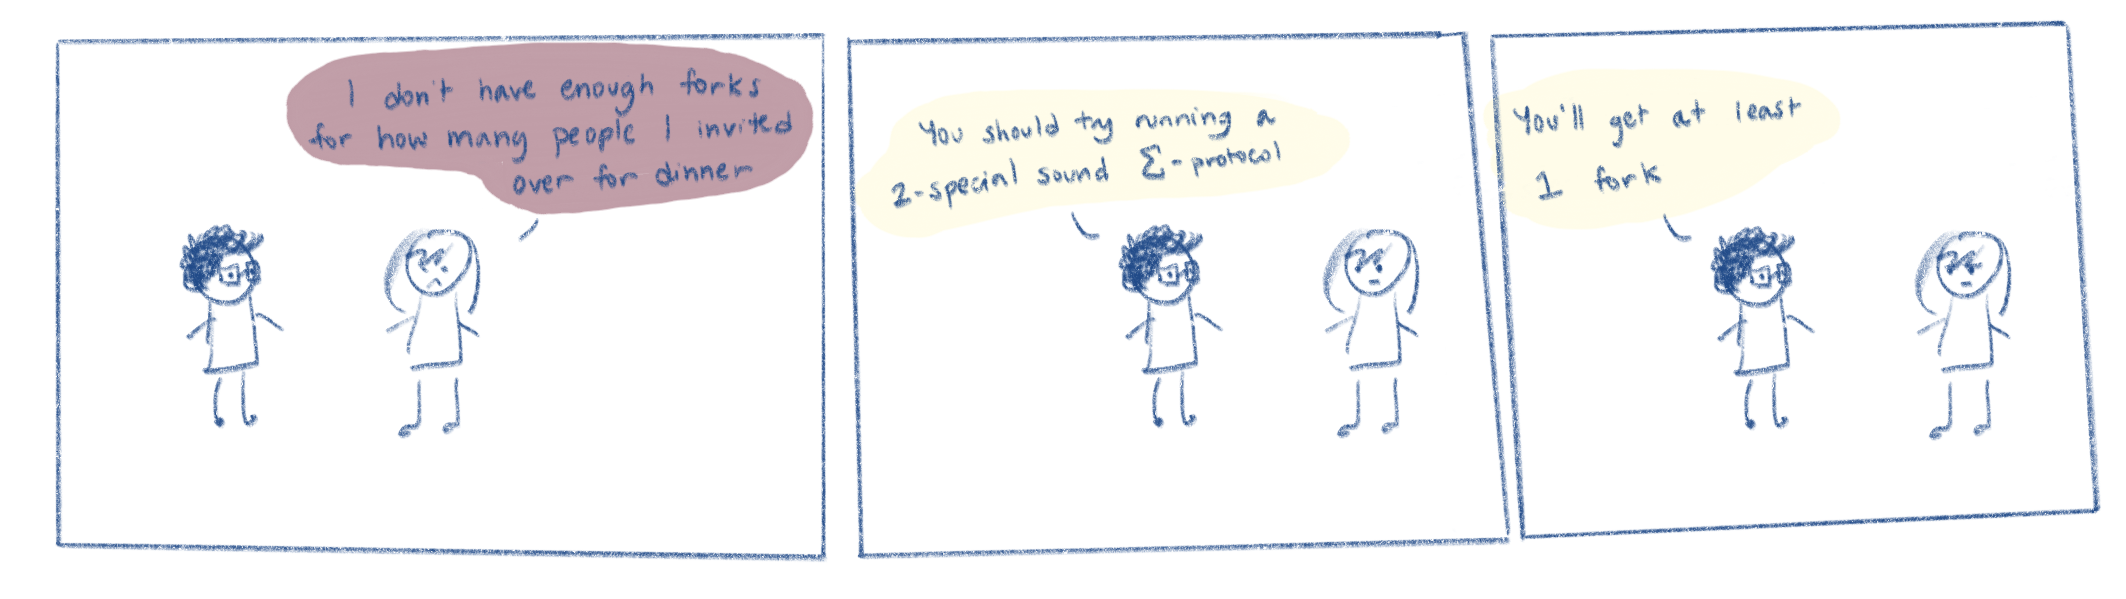 I don't have enough forks
for how many people I invited
over for dinner
You should try running a
2-special sound Σ-protocol
You'll get at least
1 fork